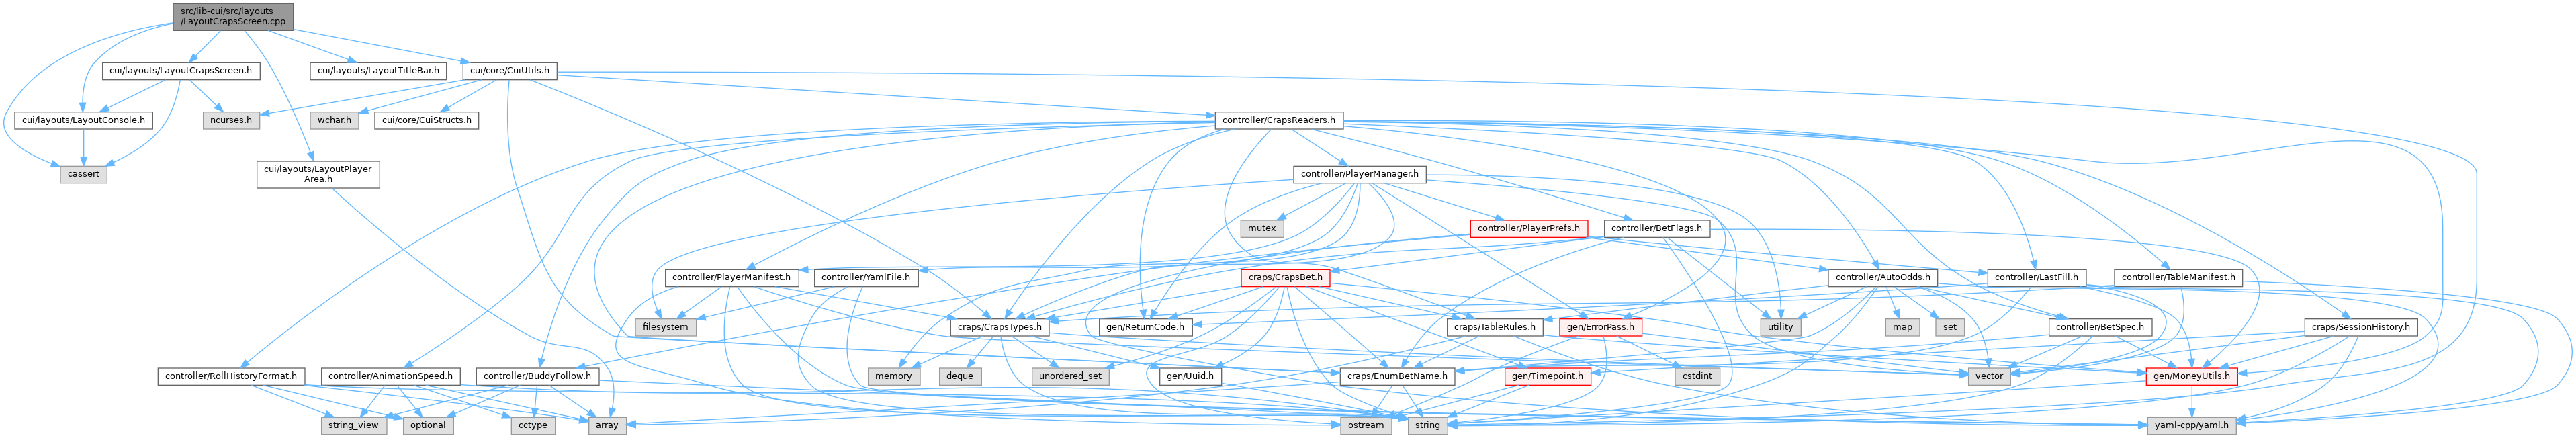 src/lib-cui/src/layouts
/LayoutCrapsScreen.cpp
cui/layouts/LayoutCrapsScreen.h
cui/layouts/LayoutTitleBar.h
cui/core/CuiUtils.h
cui/layouts/LayoutConsole.h
ncurses.h
wchar.h
cui/core/CuiStructs.h
controller/CrapsReaders.h
cassert
cui/layouts/LayoutPlayer
Area.h
controller/PlayerManager.h
mutex
controller/PlayerPrefs.h
controller/BetFlags.h
controller/PlayerManifest.h
controller/YamlFile.h
craps/CrapsBet.h
controller/AutoOdds.h
controller/LastFill.h
controller/TableManifest.h
filesystem
craps/CrapsTypes.h
gen/ReturnCode.h
craps/TableRules.h
gen/ErrorPass.h
utility
map
set
controller/BetSpec.h
craps/SessionHistory.h
controller/RollHistoryFormat.h
controller/AnimationSpeed.h
controller/BuddyFollow.h
memory
deque
unordered_set
gen/Uuid.h
craps/EnumBetName.h
gen/Timepoint.h
cstdint
vector
gen/MoneyUtils.h
string_view
optional
cctype
array
ostream
string
yaml-cpp/yaml.h